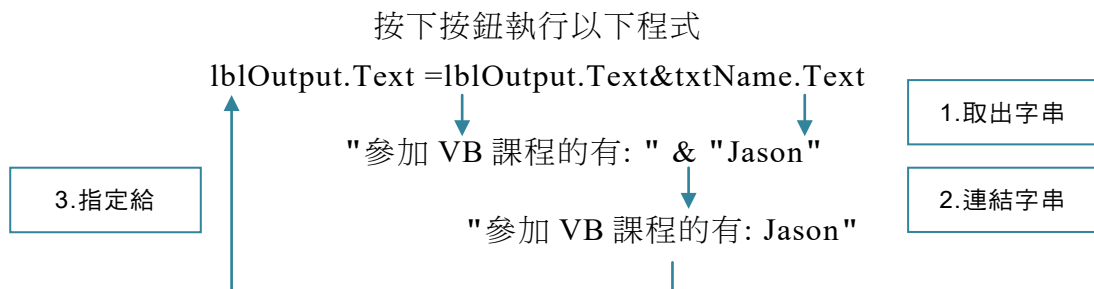 按下按鈕執行以下程式
lblOutput.Text =lblOutput.Text&txtName.Text
1.取出字串
"參加 VB 課程的有: " & "Jason"
3.指定給
2.連結字串
"參加 VB 課程的有: Jason"